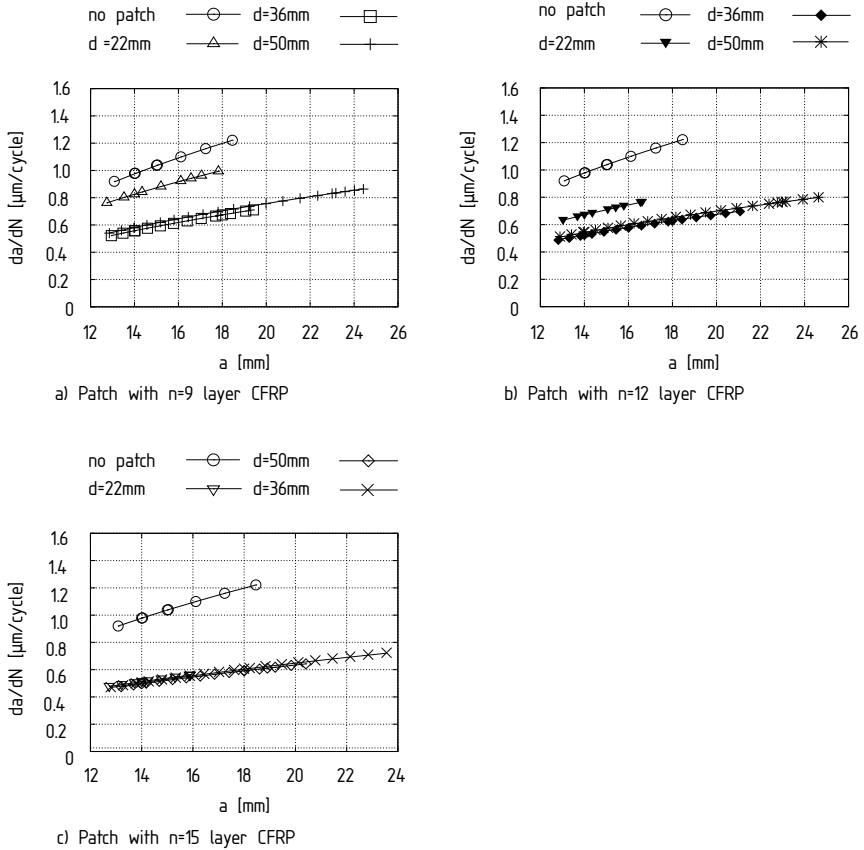 no patch d=36mm
d =22mm d=50mm
1.6
1.4
1.2
1.0
0.8
0.6
0.4
0.2
0
da/dN [μm/cycle]
12 14 16 18 20 22 24 26
a [mm]
a) Patch with n=9 layer CFRP
no patch d=36mm
d=22mm d=50mm
1.6
1.4
1.2
1.0
0.8
0.6
0.4
0.2
0
da/dN [μm/cycle]
12 14 16 18 20 22 24 26
a [mm]
b) Patch with n=12 layer CFRP
no patch d=50mm
d=22mm d=36mm
1.6
1.4
1.2
1.0
0.8
0.6
0.4
0.2
0
da/dN [μm/cycle]
12 14 16 18 20 22 24
a [mm]
c) Patch with n=15 layer CFRP